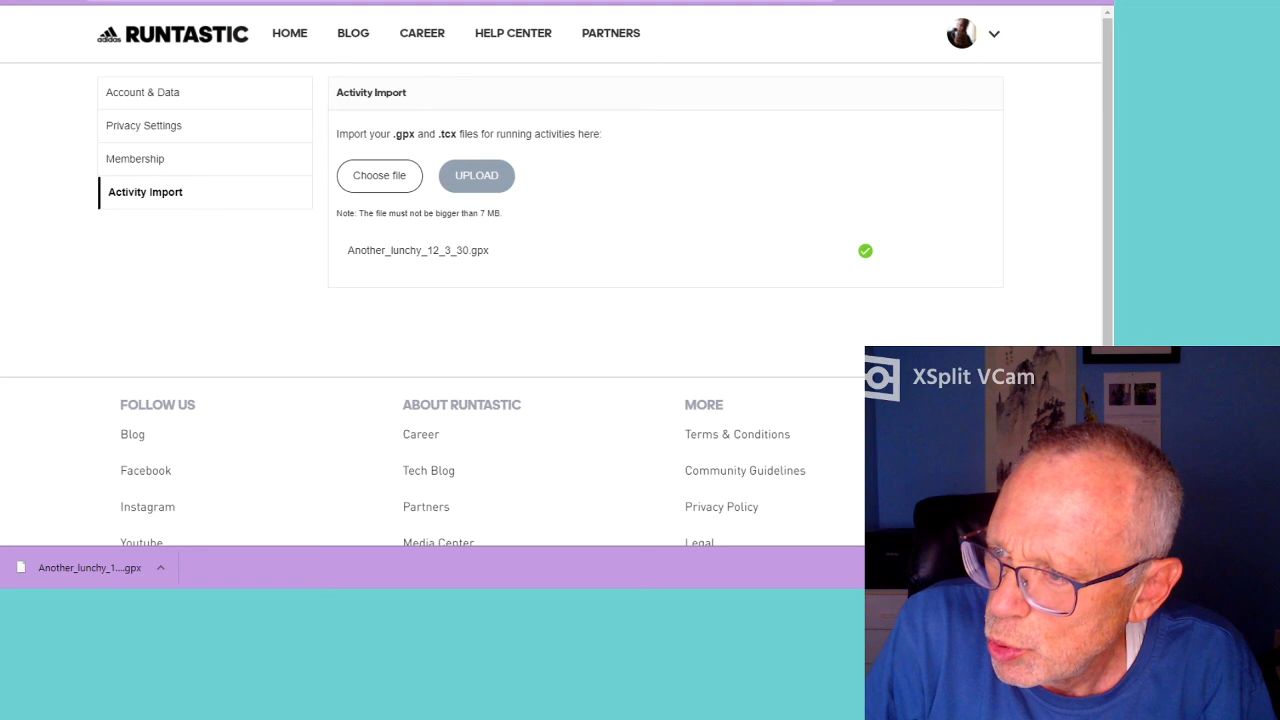 adidas RUNTASTIC HOME BLOG CAREER HELP CENTER PARTNERS
Account & Data
Privacy Settings
Membership
Activity Import
Activity Import
Import your .gpx and .tcx files for running activities here:
Choose file UPLOAD
Note: The file must not be bigger than 7 MB.
Another_lunchy_12_3_30.gpx
FOLLOW US
Blog
Facebook
Instagram
Youtube
ABOUT RUNTASTIC
Career
Tech Blog
Partners
Media Center
MORE
Terms & Conditions
Community Guidelines
Privacy Policy
Legal
Another_lunchy_1....gpx
XSplit VCam